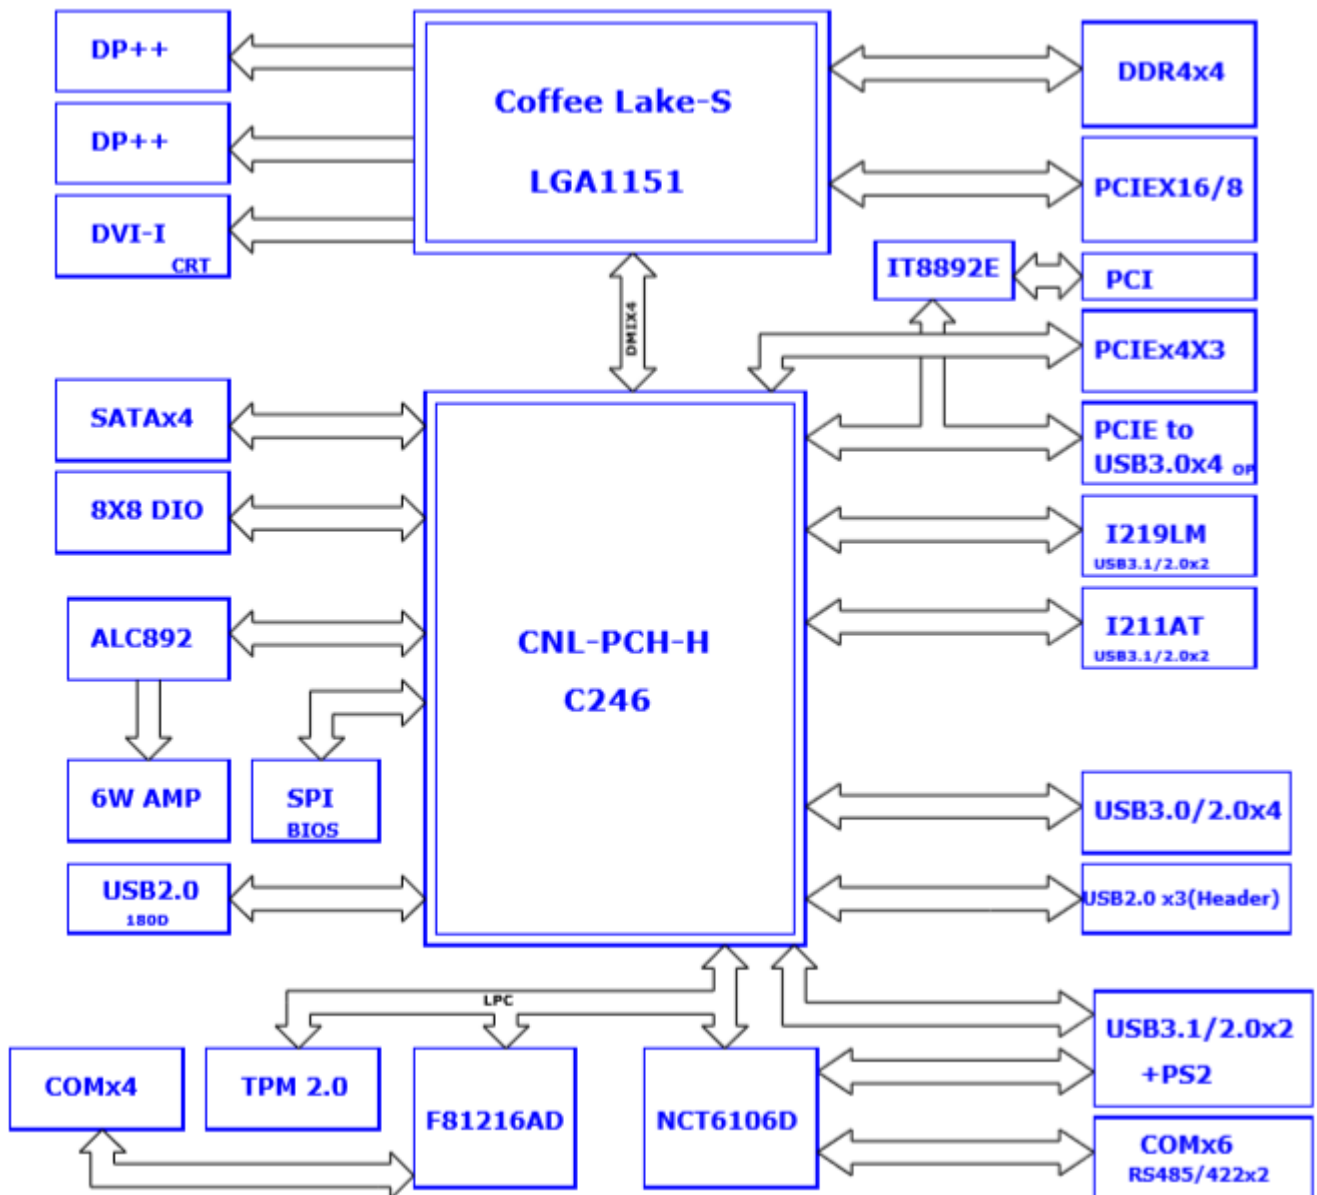 DP++
Coffee Lake-S
LGA1151
DDR4x4
DP++
PCIEX16/8
DVI-I
CRT
IT8892E
PCI
DMIX4
PCIEx4X3
SATAx4
PCIE to
USB3.0x4 OP
8X8 DIO
I219LM
USB3.1/2.0x2
ALC892
CNL-PCH-H
C246
I211AT
USB3.1/2.0x2
6W AMP
SPI
BIOS
USB3.0/2.0x4
USB2.0
180D
USB2.0 x3(Header)
LPC
USB3.1/2.0x2
+PS2
COMx4
TPM 2.0
F81216AD
NCT6106D
COMx6
RS485/422x2